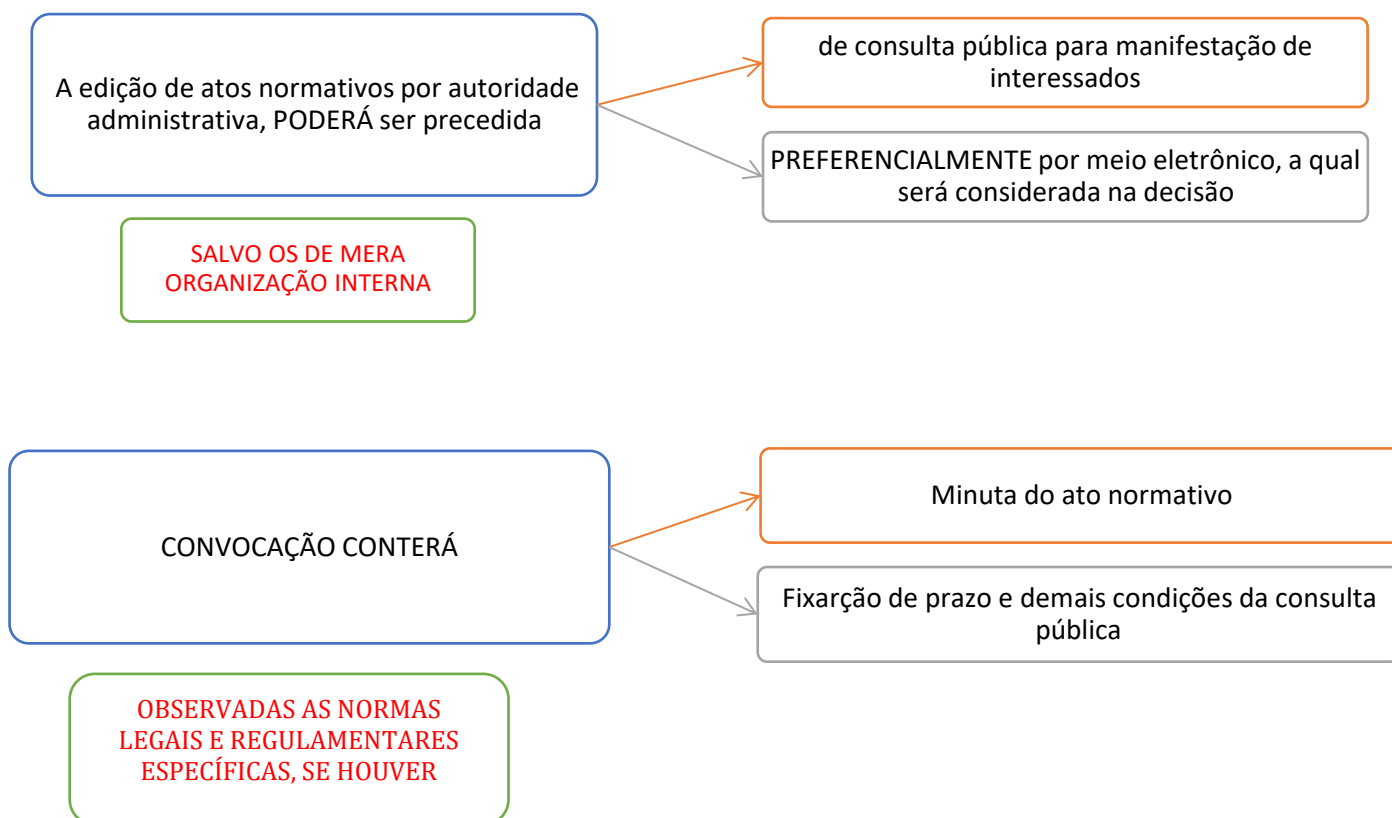 A edição de atos normativos por autoridade
administrativa, PODERÁ ser precedida
de consulta pública para manifestação de
interessados
PREFERENCIALMENTE por meio eletrônico, a qual
será considerada na decisão
SALVO OS DE MERA
ORGANIZAÇÃO INTERNA
CONVOCAÇÃO CONTERÁ
Minuta do ato normativo
Fixarção de prazo e demais condições da consulta
pública
OBSERVADAS AS NORMAS
LEGAIS E REGULAMENTARES
ESPECÍFICAS, SE HOUVER